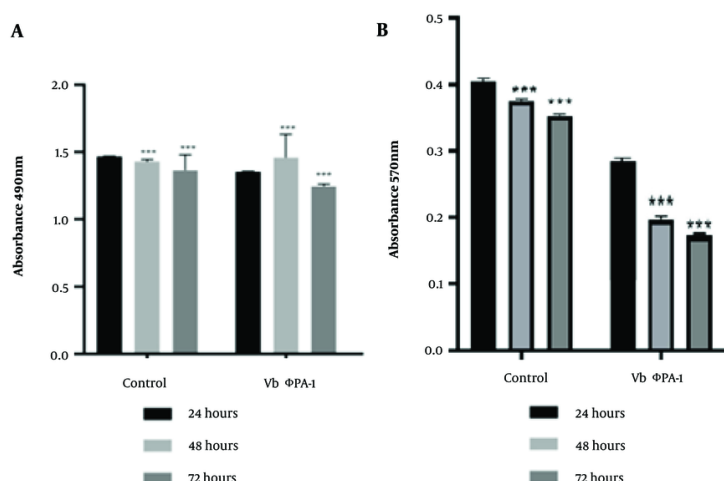 A
Absorbance 490nm
2.0
1.5
1.0
0.5
0.0
***
***
***
***
Control
Vb ΦPA-1
24 hours
48 hours
72 hours
B
Absorbance 570nm
0.5
0.4
0.3
0.2
0.1
0.0
***
***
***
***
Control
Vb ΦPA-1
24 hours
48 hours
72 hours